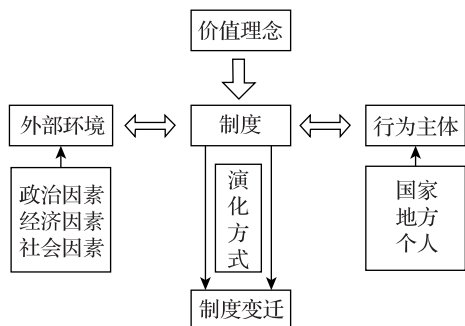 价值理念
外部环境
制度
行为主体
政治因素
经济因素
社会因素
演化方式
国家
地方
个人
制度变迁